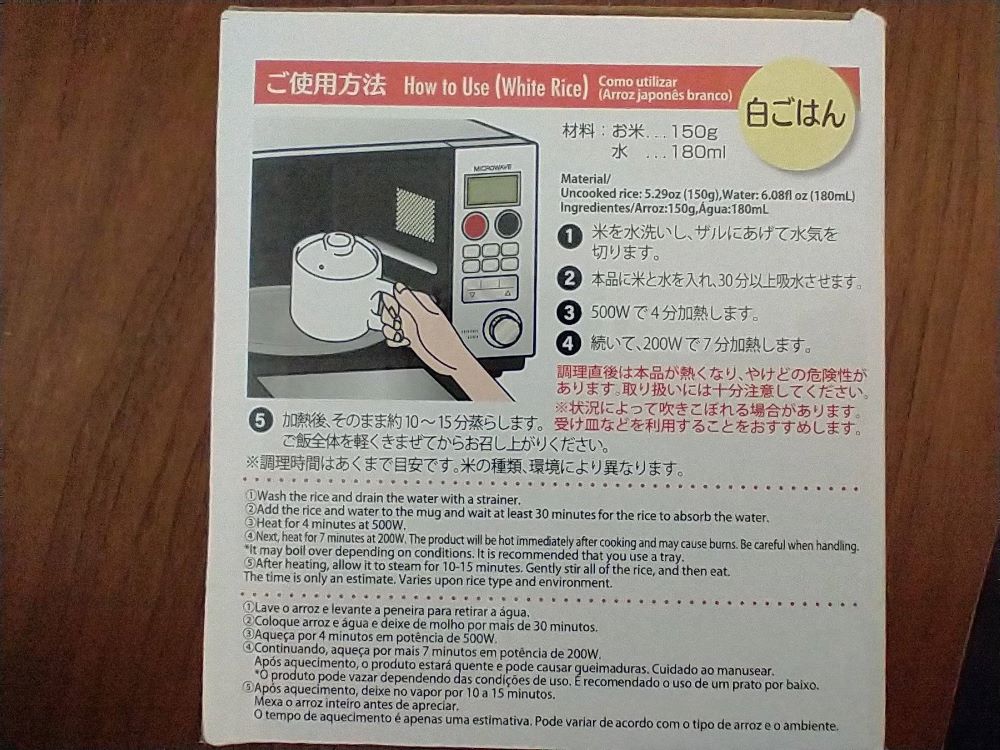 ご使用方法 How to Use (White Rice) Como utilizar
(Arroz japonês branco)
白ごはん
材料：お米...150g
水 ...180ml
Material/
Uncooked rice: 5.29oz (150g),Water: 6.08fl oz (180mL)
Ingredientes/Arroz:150g,Água:180mL
MICROWAVE
❶ 米を水洗いし、ザルにあげて水気を
切ります。
❷ 本品に米と水を入れ、30分以上吸水させます。
❸ 500Wで4分加熱します。
❹ 続いて、200Wで7分加熱します。
調理直後は本品が熱くなり、やけどの危険性が
あります。取り扱いには十分注意してください。
※状況によって吹きこぼれる場合があります。
受け皿などを利用することをおすすめします。
❺ 加熱後、そのまま約10～15分蒸らします。
ご飯全体を軽くきまぜてからお召し上がりください。
※調理時間はあくまで目安です。米の種類、環境により異なります。
①Wash the rice and drain the water with a strainer.
②Add the rice and water to the mug and wait at least 30 minutes for the rice to absorb the water.
③Heat for 4 minutes at 500W.
④Next, heat for 7 minutes at 200W. The product will be hot immediately after cooking and may cause burns. Be careful when handling.
*It may boil over depending on conditions. It is recommended that you use a tray.
⑤After heating, allow it to steam for 10-15 minutes. Gently stir all of the rice, and then eat.
The time is only an estimate. Varies upon rice type and environment.
①Lave o arroz e levante a peneira para retirar a água.
②Coloque arroz e água e deixe de molho por mais de 30 minutos.
③Aqueça por 4 minutos em potência de 500W.
④Continuando, aqueça por mais 7 minutos em potência de 200W.
Após aquecimento, o produto estará quente e pode causar queimaduras. Cuidado ao manusear.
*O produto pode vazar dependendo das condições de uso. É recomendado o uso de um prato por baixo.
⑤Após aquecimento, deixe no vapor por 10 a 15 minutos.
Mexa o arroz inteiro antes de apreciar.
O tempo de aquecimento é apenas uma estimativa. Pode variar de acordo com o tipo de arroz e o ambiente.